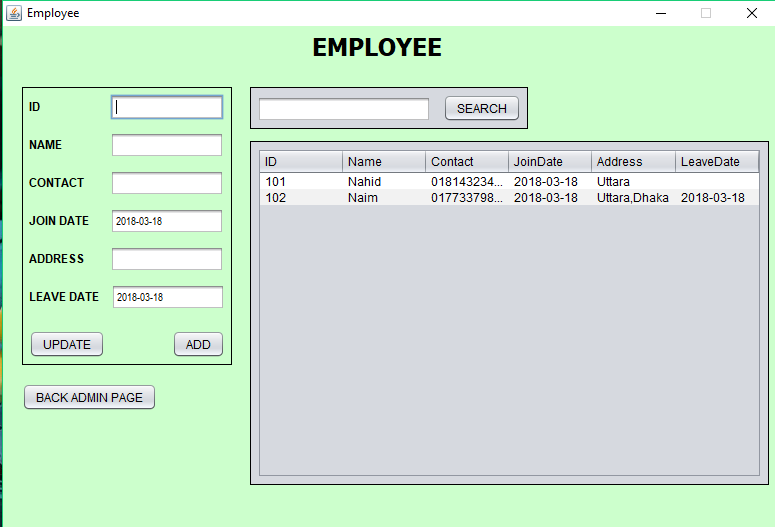 Employee
EMPLOYEE
ID
NAME
CONTACT
JOIN DATE 2018-03-18
ADDRESS
LEAVE DATE 2018-03-18
UPDATE ADD
BACK ADMIN PAGE
SEARCH
ID Name Contact JoinDate Address LeaveDate
101 Nahid 018143234... 2018-03-18 Uttara
102 Naim 017733798... 2018-03-18 Uttara,Dhaka 2018-03-18